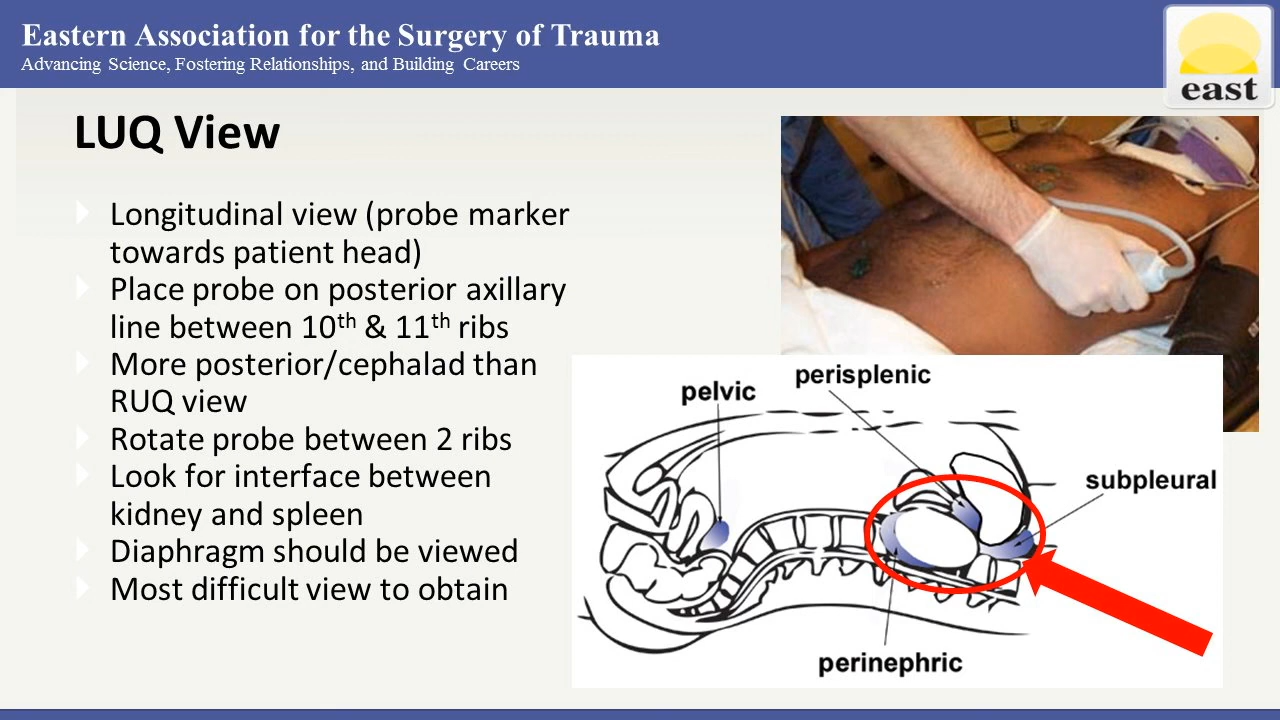 Eastern Association for the Surgery of Trauma
Advancing Science, Fostering Relationships, and Building Careers
east
LUQ View
Longitudinal view (probe marker
towards patient head)
Place probe on posterior axillary
line between 10th & 11th ribs
More posterior/cephalad than
RUQ view
Rotate probe between 2 ribs
Look for interface between
kidney and spleen
Diaphragm should be viewed
Most difficult view to obtain
pelvic
perisplenic
subpleural
perinephric